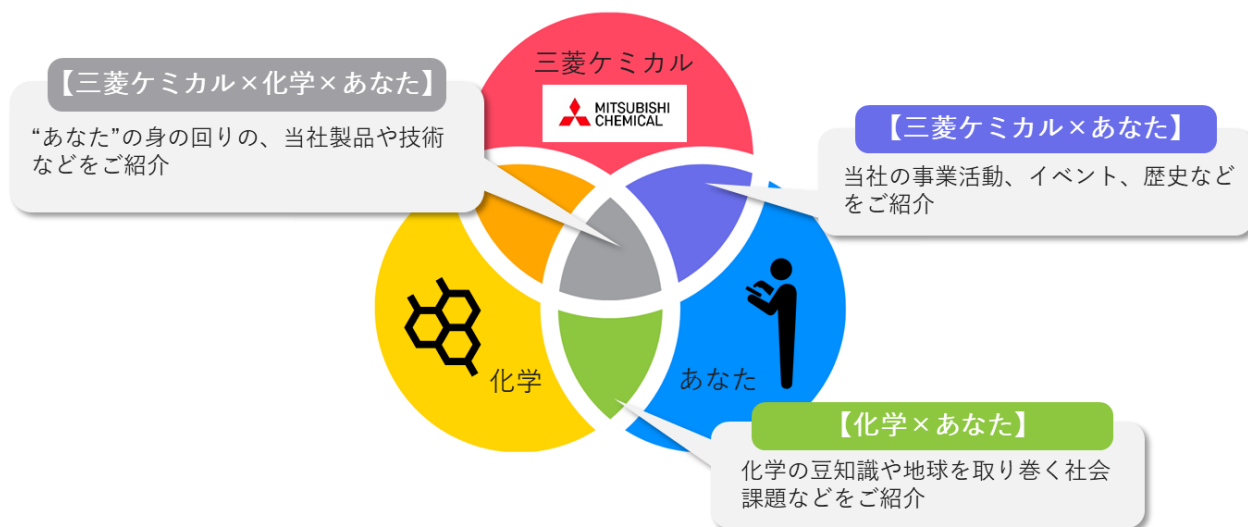 三菱ケミカル
MITSUBISHI
CHEMICAL
【三菱ケミカル×化学×あなた】
“あなた”の身の回りの、当社製品や技術
などをご紹介
【三菱ケミカル×あなた】
当社の事業活動、イベント、歴史など
をご紹介
化学
あなた
【化学×あなた】
化学の豆知識や地球を取り巻く社会
課題などをご紹介